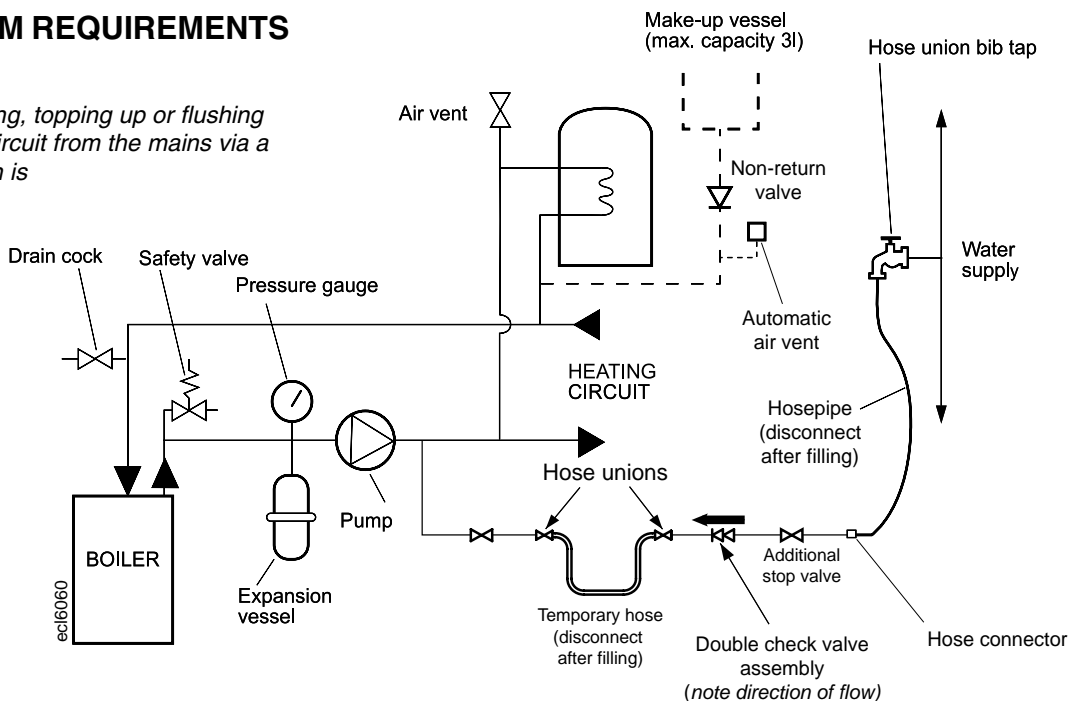 M REQUIREMENTS
ng, topping up or flushing
ircuit from the mains via a
n is
Make-up vessel
(max. capacity 3l)
Hose union bib tap
Air vent
Non-return
valve
Drain cock
Safety valve
Pressure gauge
Water
supply
Automatic
air vent
HEATING
CIRCUIT
Hosepipe
(disconnect
after filling)
Hose unions
Pump
BOILER
Additional
stop valve
Expansion
vessel
ecl6060
Temporary hose
(disconnect
after filling)
Double check valve
assembly
(note direction of flow)
Hose connector